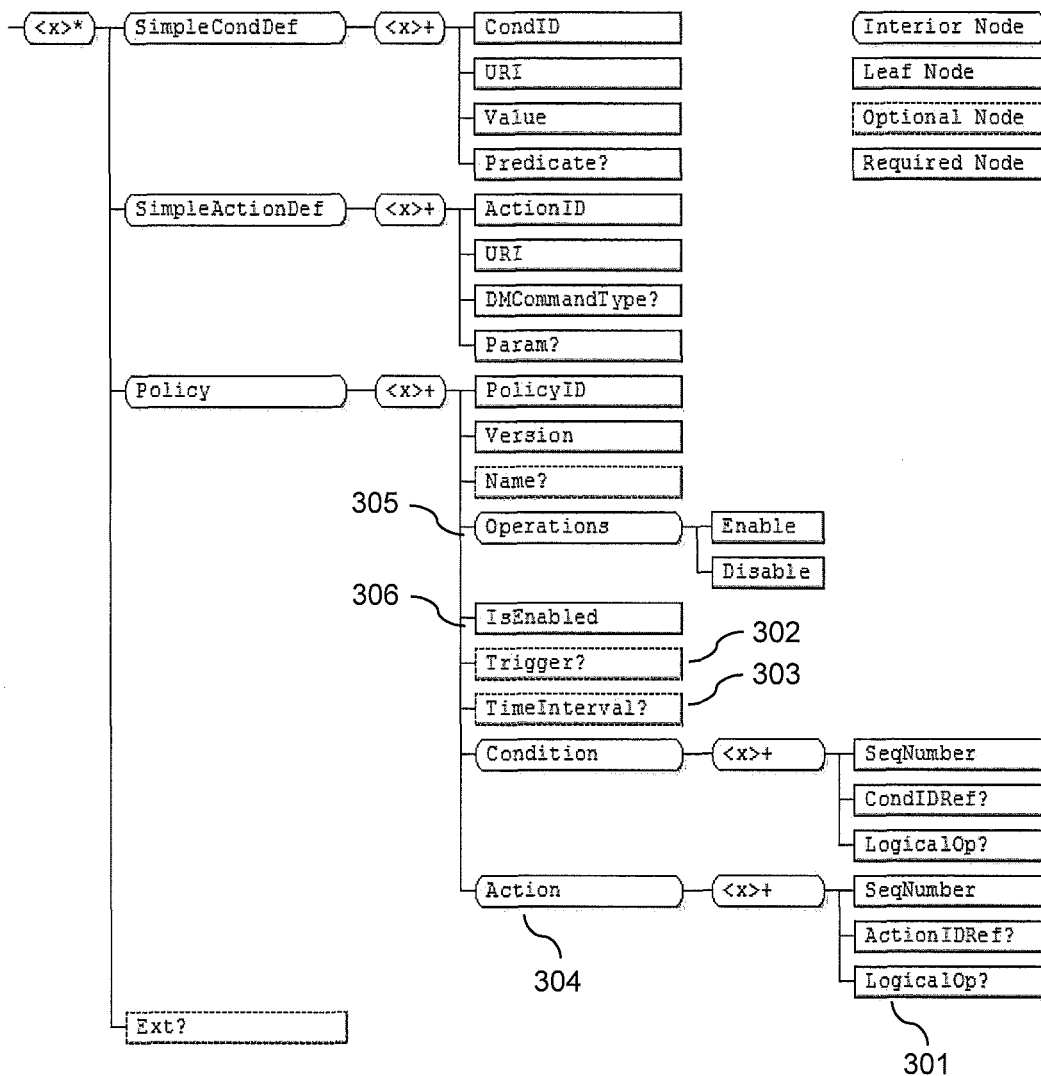 <x>* SimpleCondDef <x>+ CondID Interior Node
URI Leaf Node
Value Optional Node
Predicate? Required Node
SimpleActionDef <x>+ ActionID
URI
DMCommandType?
Param?
Policy <x>+ PolicyID
Version
Name?
305 Operations Enable
Disable
306 IsEnabled
Trigger? 302
TimeInterval? 303
Condition <x>+ SeqNumber
CondIDRef?
LogicalOp?
Action <x>+ SeqNumber
304 ActionIDRef?
LogicalOp?
Ext? 301